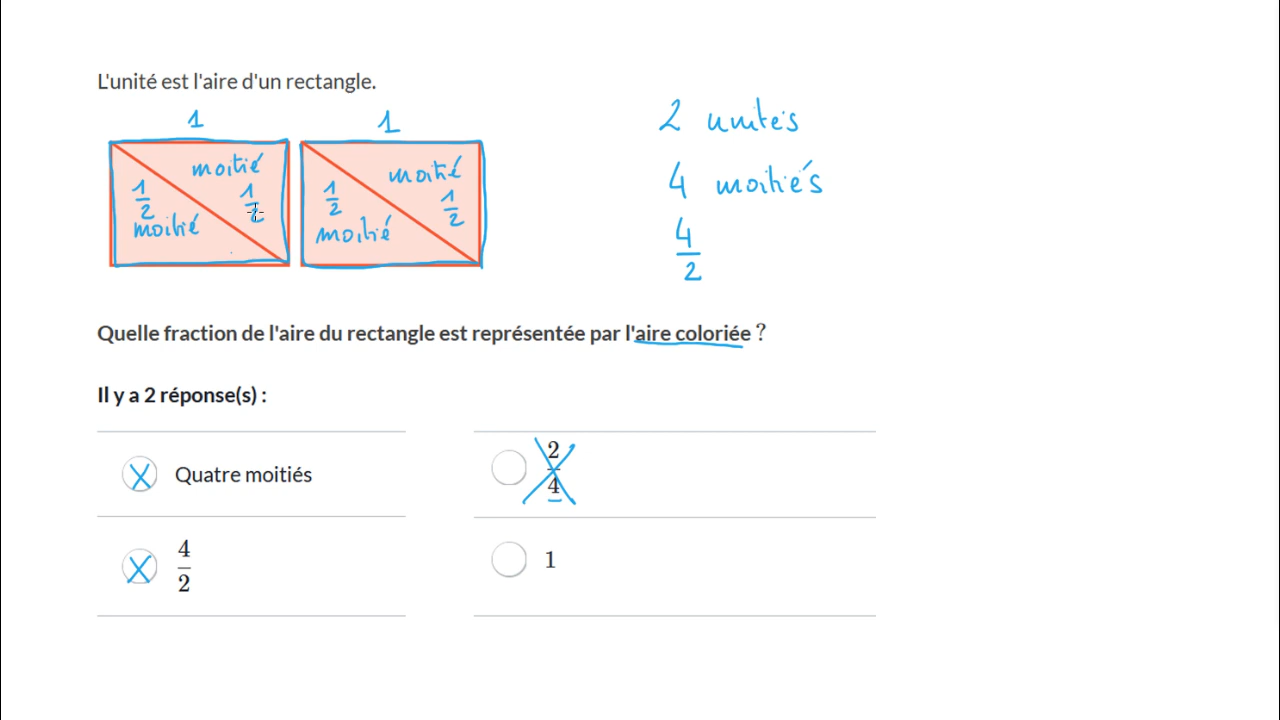 L'unité est l'aire d'un rectangle.
1 1
moitié
1/2
1/2
moitié
moitié
1/2
1/2
moitié
2 unités
4 moitiés
4/2
Quelle fraction de l'aire du rectangle est représentée par l'aire coloriée ?
Il y a 2 réponse(s) :
X Quatre moitiés
2/4
X 4/2
1